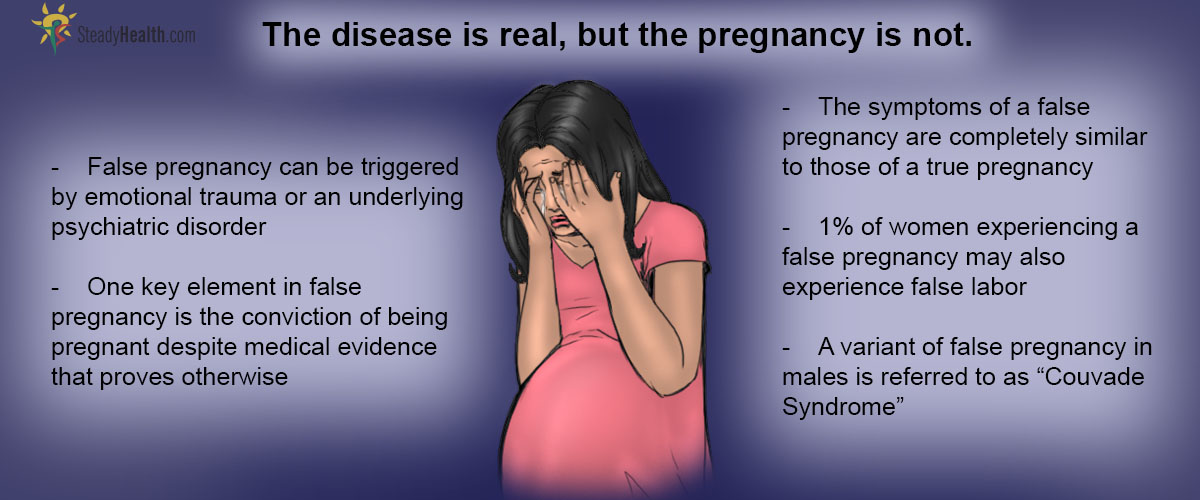 SteadyHealth.com
The disease is real, but the pregnancy is not.
- False pregnancy can be triggered
by emotional trauma or an underlying
psychiatric disorder
- One key element in false
pregnancy is the conviction of being
pregnant despite medical evidence
that proves otherwise
- The symptoms of a false
pregnancy are completely similar
to those of a true pregnancy
- 1% of women experiencing a
false pregnancy may also
experience false labor
- A variant of false pregnancy in
males is referred to as “Couvade
Syndrome”